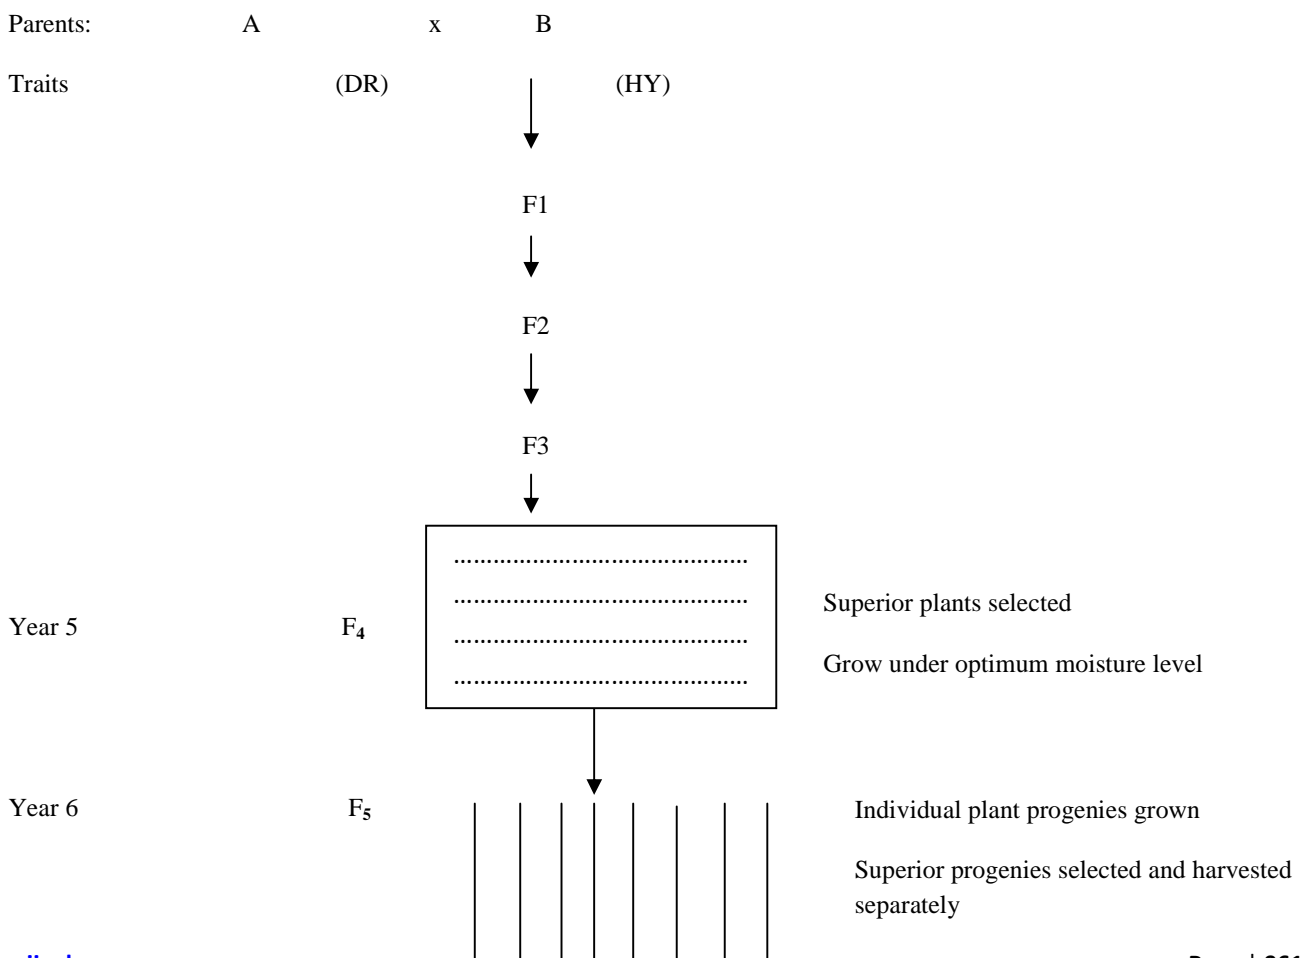 Parents: A x B
Traits (DR) (HY)
F1
F2
F3
........................................
........................................
........................................
........................................
Superior plants selected
Year 5 F4
Grow under optimum moisture level
Year 6 F5 Individual plant progenies grown
Superior progenies selected and harvested
separately